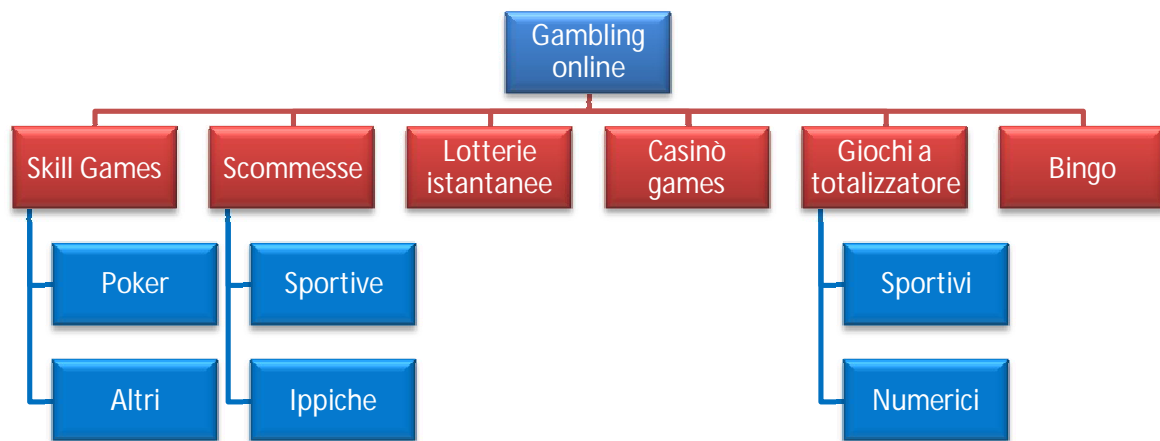 Gambling
online
Skill Games
Scommesse
Lotterie
istantanee
Casinò
games
Giochi a
totalizzatore
Bingo
Poker
Sportive
Sportivi
Altri
Ippiche
Numerici